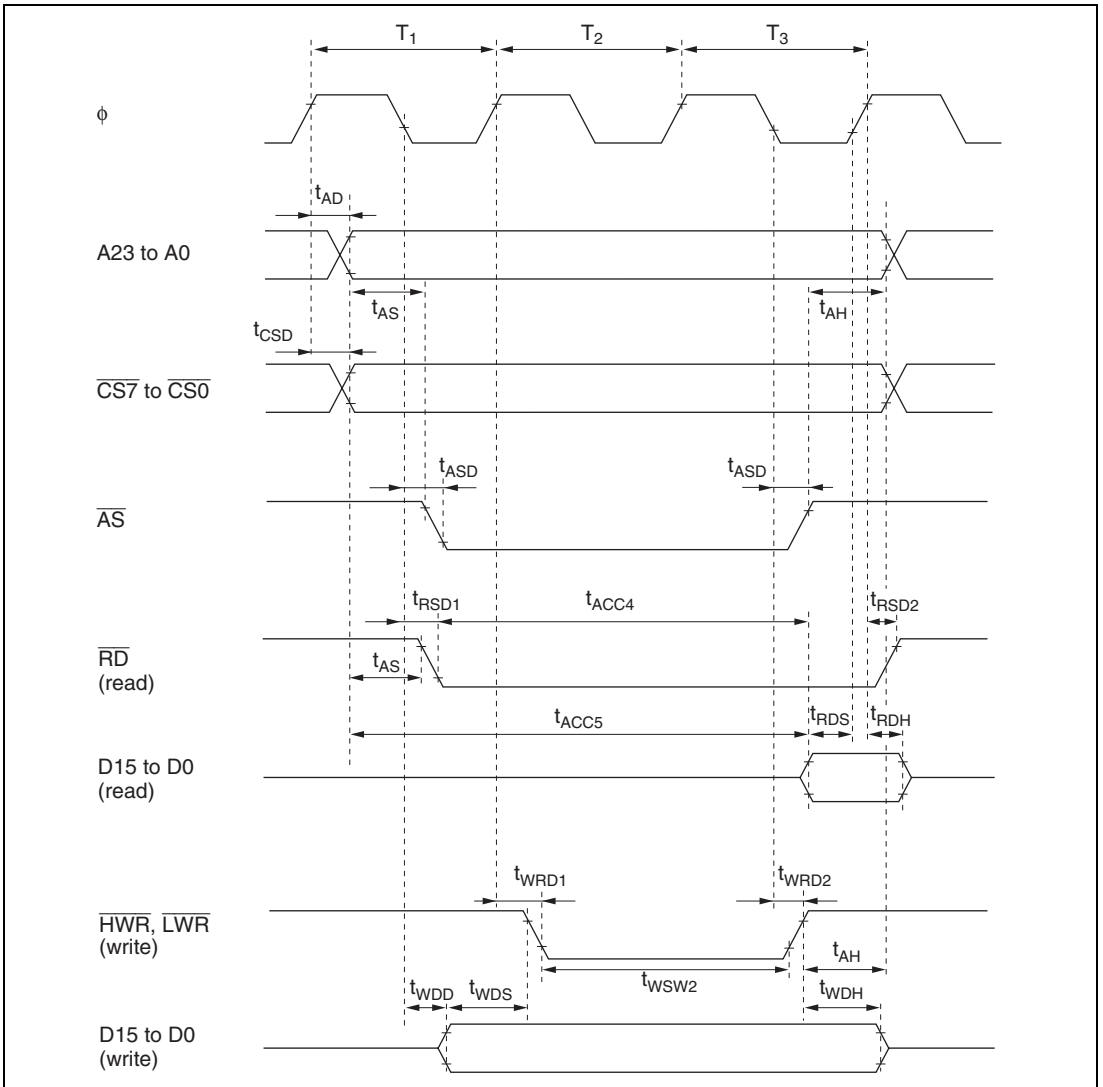 T1 T2 T3
ϕ
tAD
A23 to A0
tAS tAH
tCSD
CS7 to CS0
tASD tASD
AS
tRSD1 tACC4 tRSD2
RD
(read)
tAS
tACC5 tRDS tRDH
D15 to D0
(read)
tWRD1 tWRD2
HWR, LWR
(write)
tAH
tWSW2
tWDD tWDS tWDH
D15 to D0
(write)